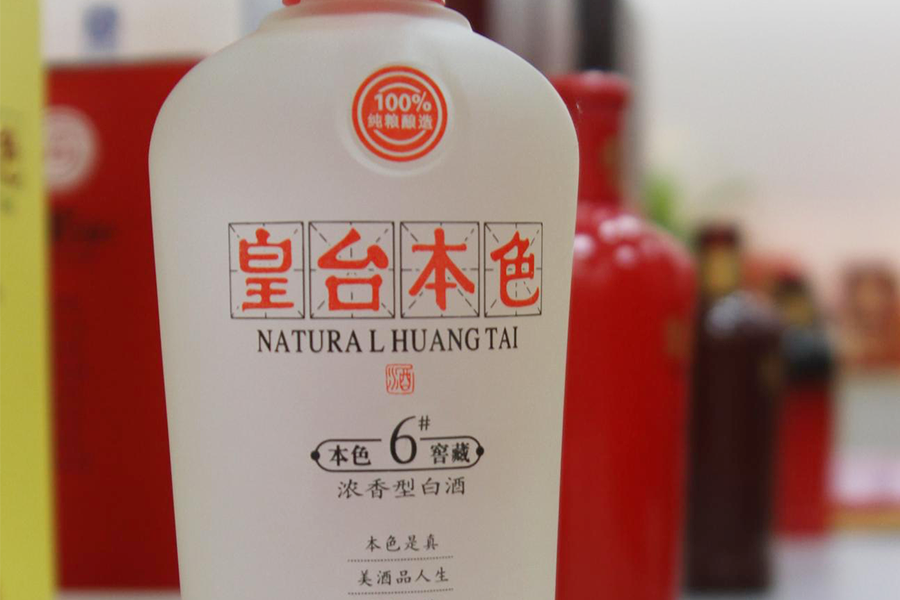 100%
纯粮酿造
皇台本色
NATURAL HUANG TAI
酒
本色 6# 窖藏
浓香型白酒
本色是真
美酒品人生